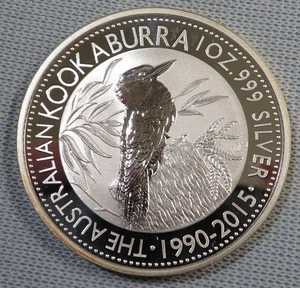 THE AUSTRALIAN KOOKABURRA 1 OZ 999 SILVER · 1990-2015 ·